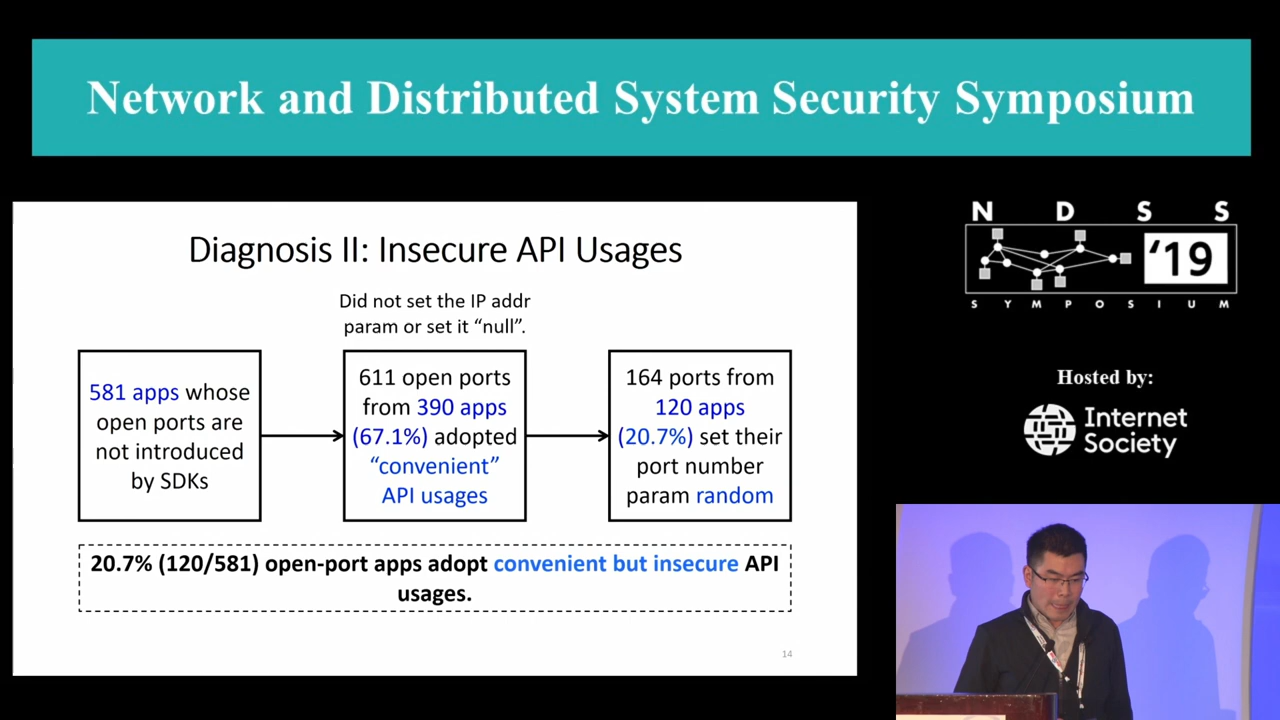 Network and Distributed System Security Symposium
Diagnosis II: Insecure API Usages
Did not set the IP addr
param or set it “null”.
581 apps whose
open ports are
not introduced
by SDKs
611 open ports
from 390 apps
(67.1%) adopted
“convenient”
API usages
164 ports from
120 apps
(20.7%) set their
port number
param random
20.7% (120/581) open-port apps adopt convenient but insecure API
usages.
14
N D S S
‘19
S Y M P O S I U M
Hosted by:
Internet
Society